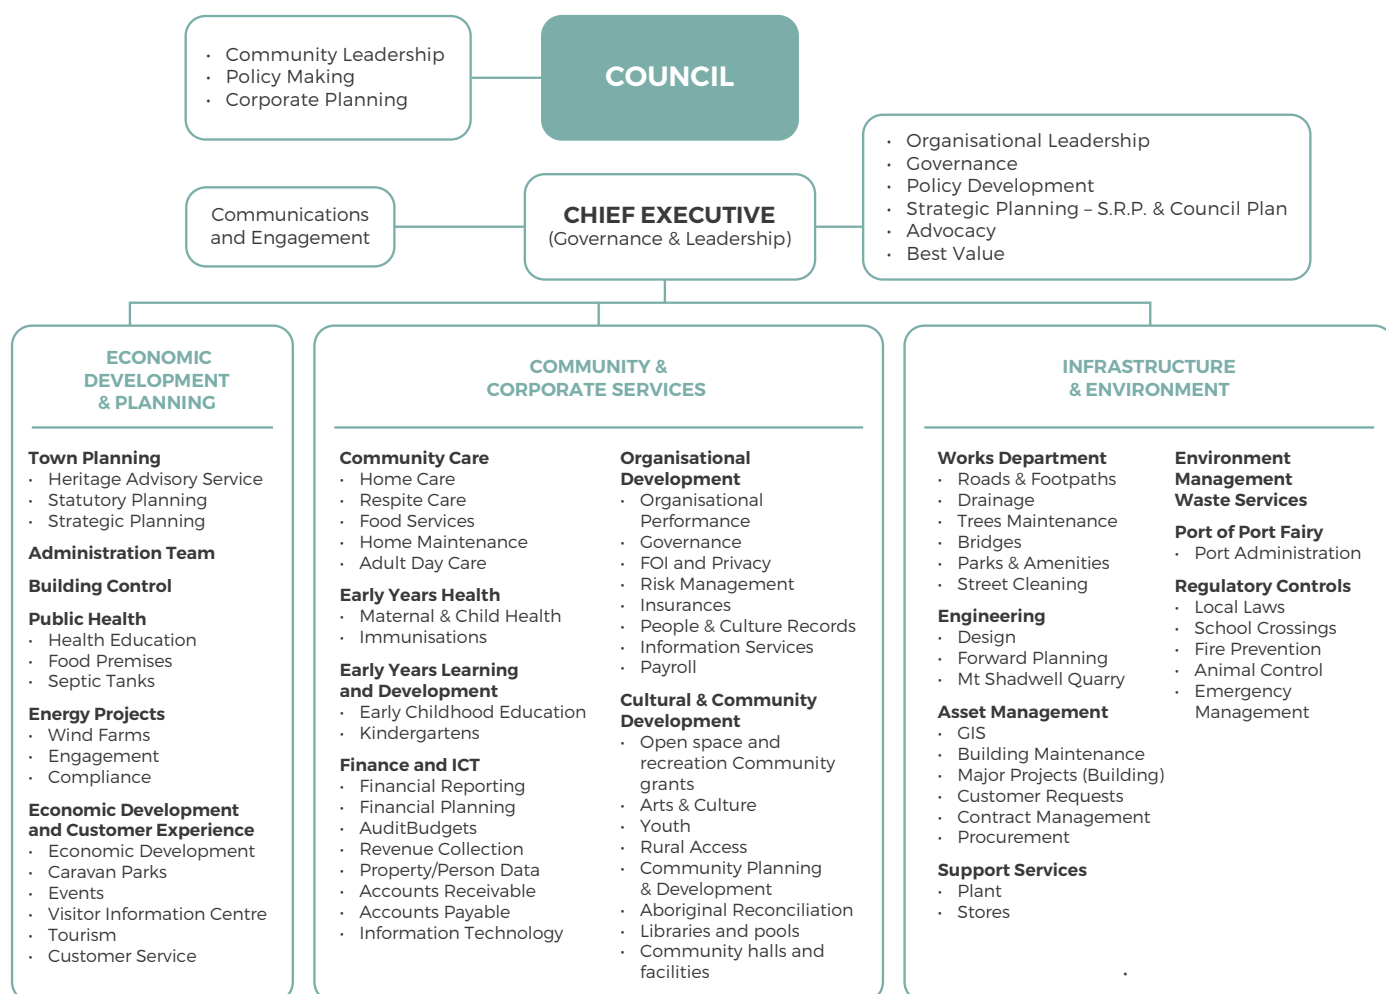 • Community Leadership
• Policy Making
• Corporate Planning
COUNCIL
• Organisational Leadership
• Governance
• Policy Development
• Strategic Planning – S.R.P. & Council Plan
• Advocacy
• Best Value
Communications
and Engagement
CHIEF EXECUTIVE
(Governance & Leadership)
ECONOMIC
DEVELOPMENT
& PLANNING
Town Planning
• Heritage Advisory Service
• Statutory Planning
• Strategic Planning
Administration Team
Building Control
Public Health
• Health Education
• Food Premises
• Septic Tanks
Energy Projects
• Wind Farms
• Engagement
• Compliance
Economic Development
and Customer Experience
• Economic Development
• Caravan Parks
• Events
• Visitor Information Centre
• Tourism
• Customer Service
COMMUNITY &
CORPORATE SERVICES
Community Care
• Home Care
• Respite Care
• Food Services
• Home Maintenance
• Adult Day Care
Early Years Health
• Maternal & Child Health
• Immunisations
Early Years Learning
and Development
• Early Childhood Education
• Kindergartens
Finance and ICT
• Financial Reporting
• Financial Planning
• AuditBudgets
• Revenue Collection
• Property/Person Data
• Accounts Receivable
• Accounts Payable
• Information Technology
Organisational
Development
• Organisational
Performance
• Governance
• FOI and Privacy
• Risk Management
• Insurances
• People & Culture Records
• Information Services
• Payroll
Cultural & Community
Development
• Open space and
recreation Community
grants
• Arts & Culture
• Youth
• Rural Access
• Community Planning
& Development
• Aboriginal Reconciliation
• Libraries and pools
• Community halls and
facilities
INFRASTRUCTURE
& ENVIRONMENT
Works Department
• Roads & Footpaths
• Drainage
• Trees Maintenance
• Bridges
• Parks & Amenities
• Street Cleaning
Engineering
• Design
• Forward Planning
• Mt Shadwell Quarry
Asset Management
• GIS
• Building Maintenance
• Major Projects (Building)
• Customer Requests
• Contract Management
• Procurement
Support Services
• Plant
• Stores
Environment
Management
Waste Services
Port of Port Fairy
• Port Administration
Regulatory Controls
• Local Laws
• School Crossings
• Fire Prevention
• Animal Control
• Emergency
Management
•